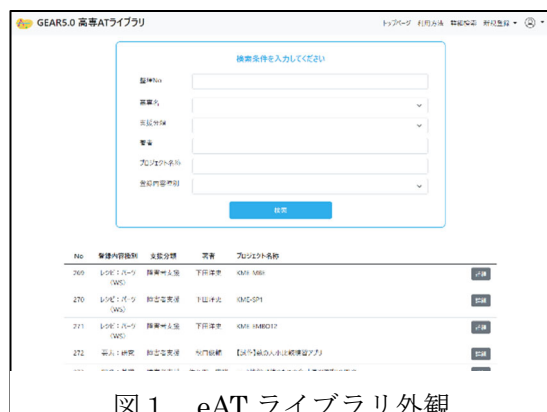 GEAR5.0 高専ATライブラリ
トップページ 利用方法 詳細検索 新規登録
検索条件を入力してください
整理No
事業名
支援分類
著者
プロジェクト名称
登録内容種別
検索
No 登録内容種別 支援分類 著者 プロジェクト名称
269 レシピ：パーツ(WS) 障害者支援 下田洋史 詳細
270 レシピ：パーツ(WS) 障害者支援 下田洋史 KME-SP1 詳細
271 レシピ：パーツ(WS) 障害者支援 下田洋史 詳細
272 障害者支援 詳細
図１ eAT ライブラリ外観